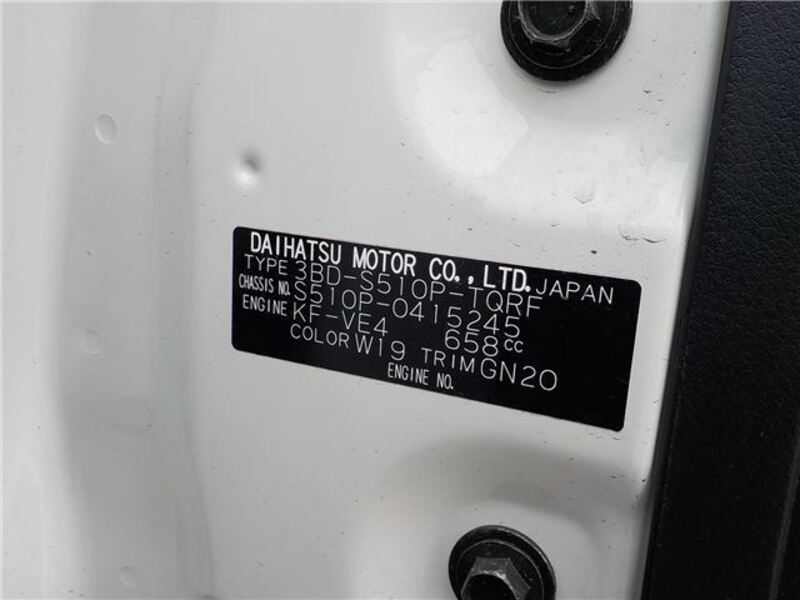 DAIHATSU MOTOR CO., LTD. JAPAN
TYPE 3BD-S510P-TQRF
CHASSIS NO. S510P-0415245
ENGINE KF-VE4 658cc
COLOR W19 TRIM GN20
ENGINE NO.